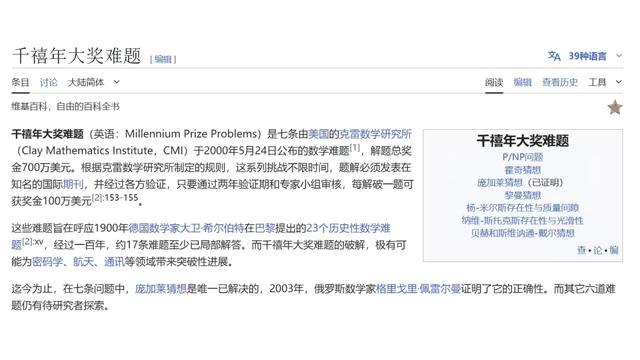 千禧年大奖难题 [编辑]
39种语言
条目 讨论 大陆简体
阅读 编辑 查看历史 工具
维基百科，自由的百科全书
千禧年大奖难题（英语：Millennium Prize Problems）是七条由美国的克雷数学研究所
（Clay Mathematics Institute，CMI）于2000年5月24日公布的数学难题[1]，解题总奖
金700万美元。根据克雷数学研究所制定的规则，这系列挑战不限时间，题解必须发表在
知名的国际期刊，并经过各方验证，只要通过两年验证期和专家小组审核，每解破一题可
获奖金100万美元[2]:153-155。
这些难题旨在呼应1900年德国数学家大卫·希尔伯特在巴黎提出的23个历史性数学难
题[2]:xv，经过一百年，约17条难题至少已局部解答。而千禧年大奖难题的破解，极有可
能为密码学、航天、通讯等领域带来突破性进展。
迄今为止，在七条问题中，庞加莱猜想是唯一已解决的，2003年，俄罗斯数学家格里戈里·佩雷尔曼证明了它的正确性。而其它六道难
题仍有待研究者探索。
千禧年大奖难题
P/NP问题
霍奇猜想
庞加莱猜想（已证明）
黎曼猜想
杨-米尔斯存在性与质量间隙
纳维-斯托克斯存在性与光滑性
贝赫和斯维讷通-戴尔猜想
查·论·编